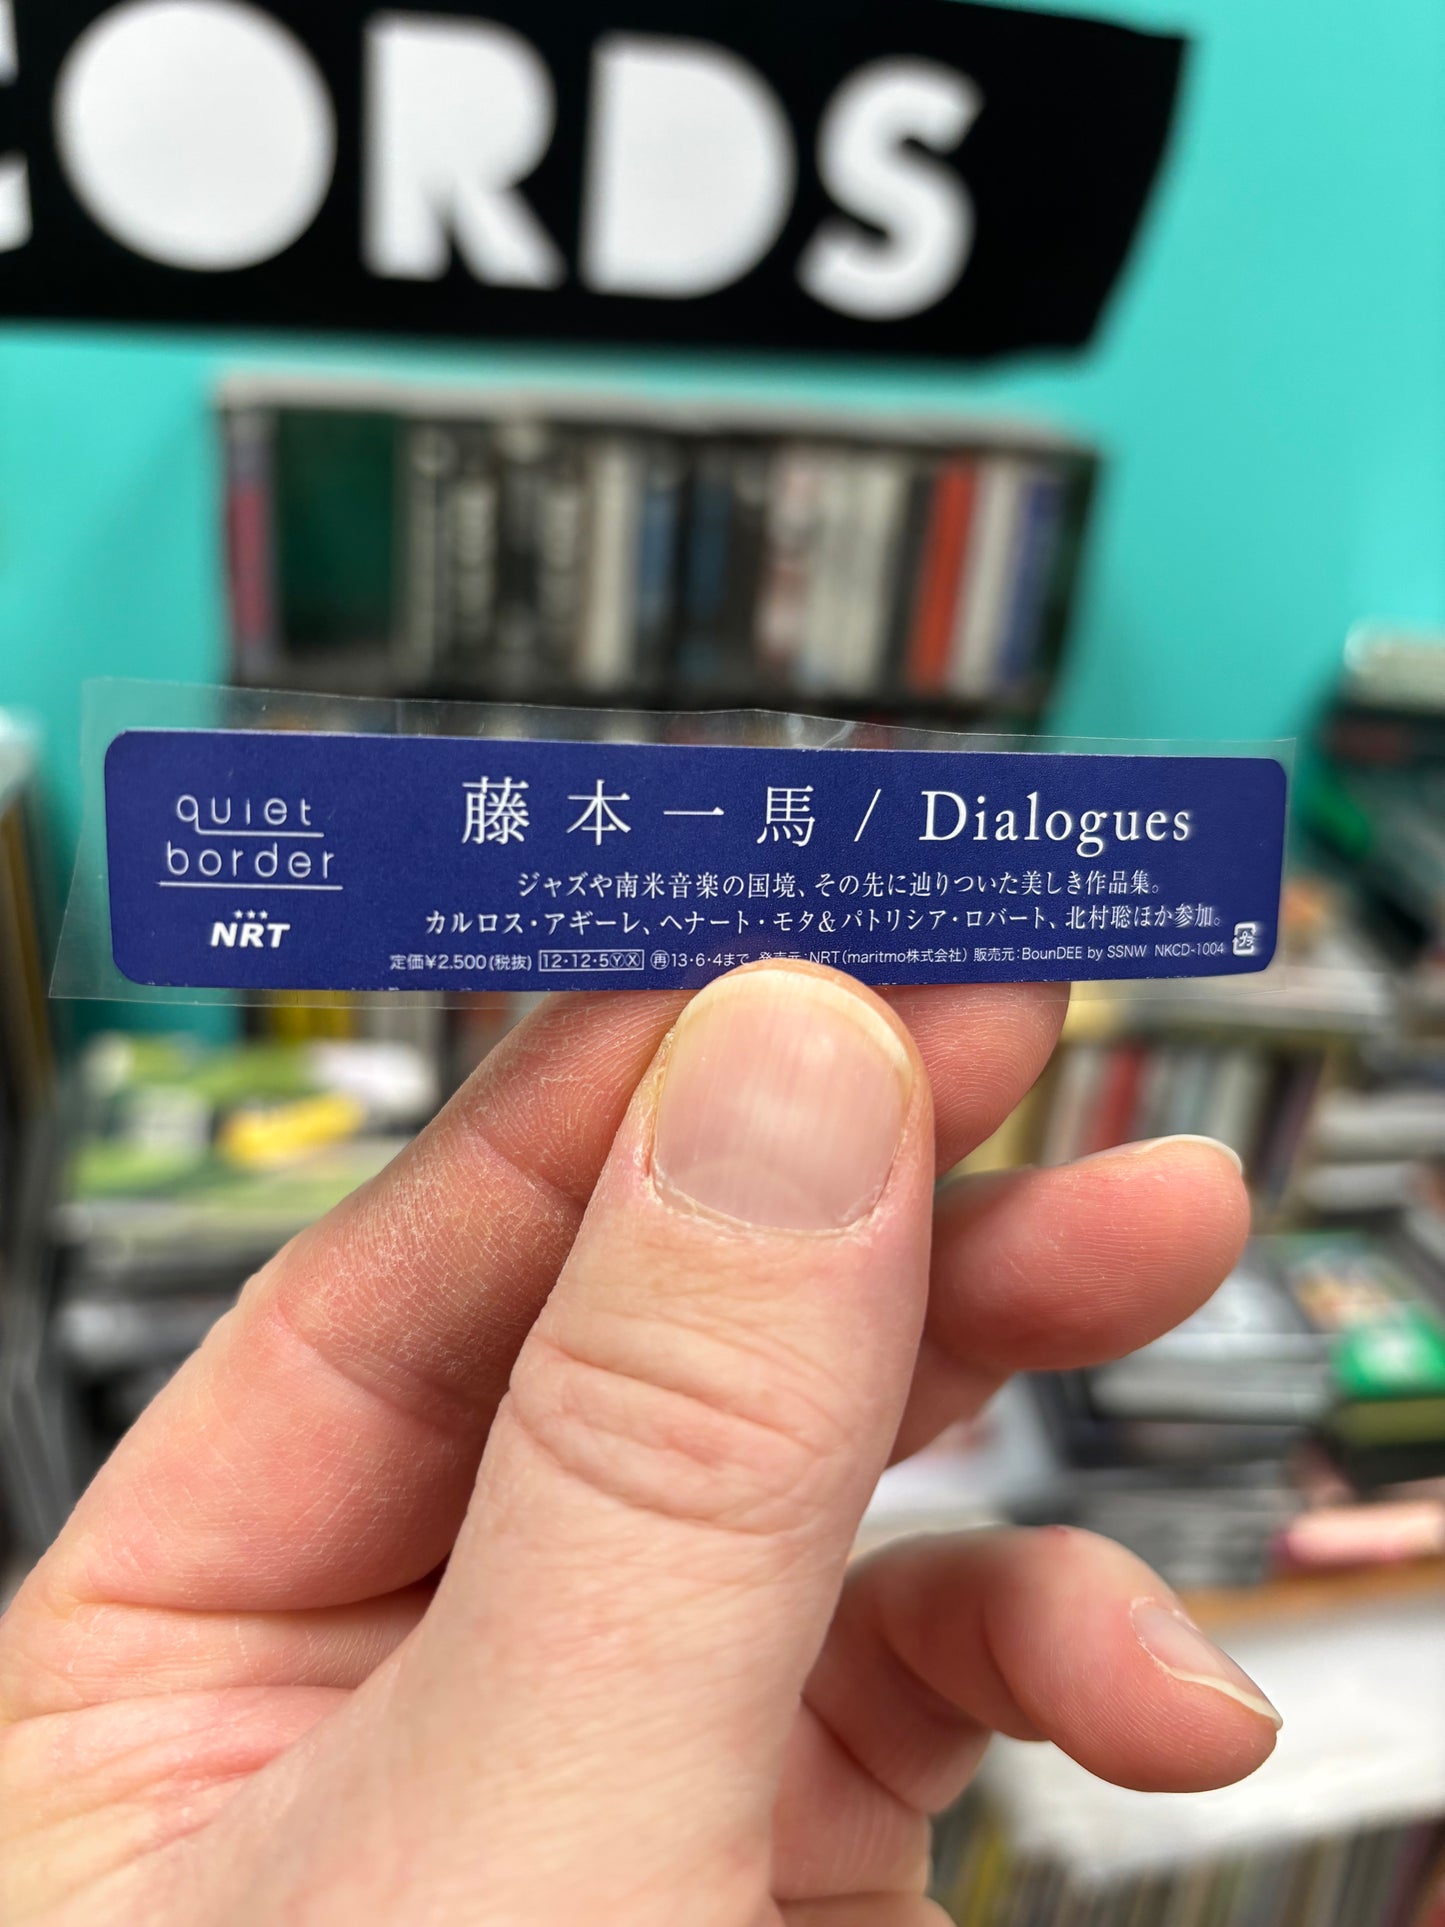 CORDS
quiet
border
NRT
藤本一馬 / Dialogues
ジャズや南米音楽の国境、その先に辿りついた美しき作品集。
カルロス・アギーレ、ヘナート・モタ&パトリシア・ロバート、北村聡ほか参加。
定価¥2.500(税抜) 12・12・5ⓎⓍ ㊢13・6・4まで 発売元:NRT(maritmo株式会社) 販売元:BounDEE by SSNW NKCD-1004